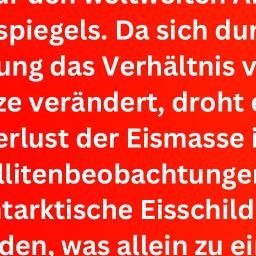 ur den weltweiten A
spiegels. Da sich dur
ung das Verhältnis v
ze verändert, droht e
erlust der Eismasse i
llitenbeobachtungen
ntarktische Eisschild
den, was allein zu ei